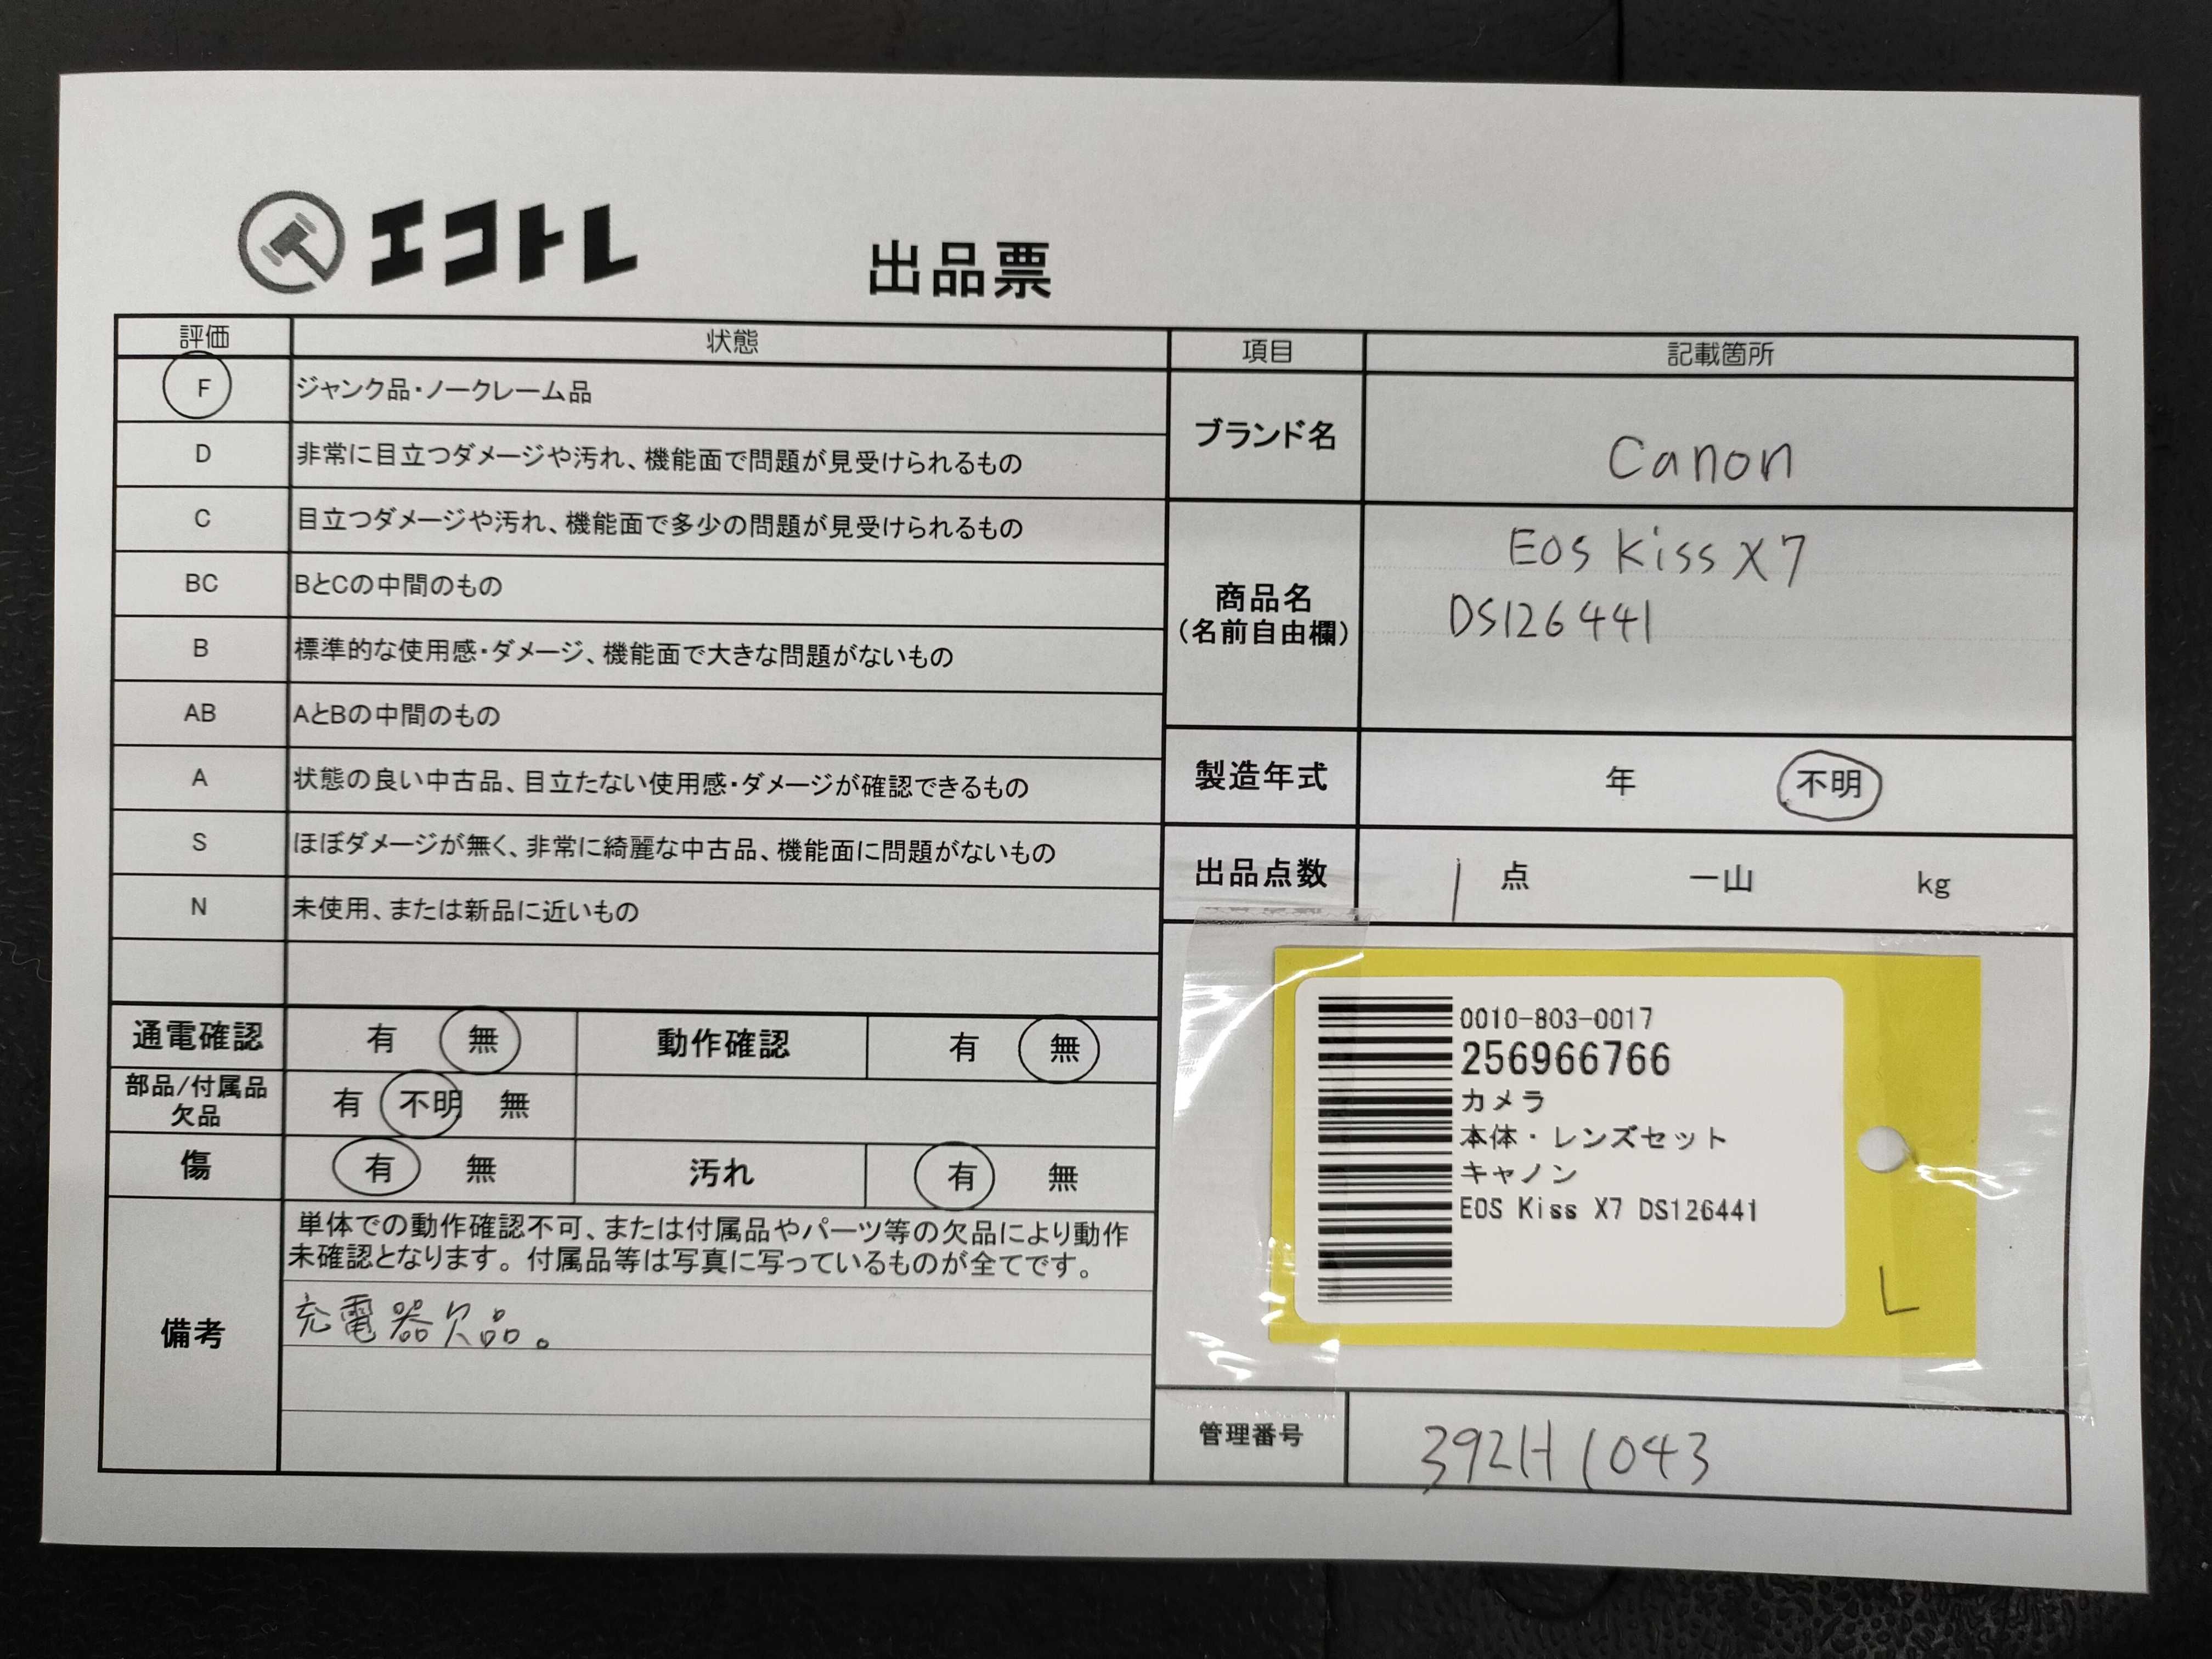 エコトレ
出品票
評価 状態
F ジャンク品・ノークレーム品
D 非常に目立つダメージや汚れ、機能面で問題が見受けられるもの
C 目立つダメージや汚れ、機能面で多少の問題が見受けられるもの
BC BとCの中間のもの
B 標準的な使用感・ダメージ、機能面で大きな問題がないもの
AB AとBの中間のもの
A 状態の良い中古品、目立たない使用感・ダメージが確認できるもの
S ほぼダメージが無く、非常に綺麗な中古品、機能面に問題がないもの
N 未使用、または新品に近いもの
通電確認 有 無 動作確認 有 無
部品/付属品
欠品 有 不明 無
傷 有 無 汚れ 有 無
備考
単体での動作確認不可、または付属品やパーツ等の欠品により動作
未確認となります。付属品等は写真に写っているものが全てです。
充電器欠品。
項目 記載箇所
ブランド名 Canon
商品名
(名前自由欄)
EOS Kiss X7
DS126441
製造年式 年 不明
出品点数 1 点 一山 kg
0010-803-0017
256966766
カメラ
本体・レンズセット
キャノン
EOS Kiss X7 DS126441
L
管理番号 392H1043